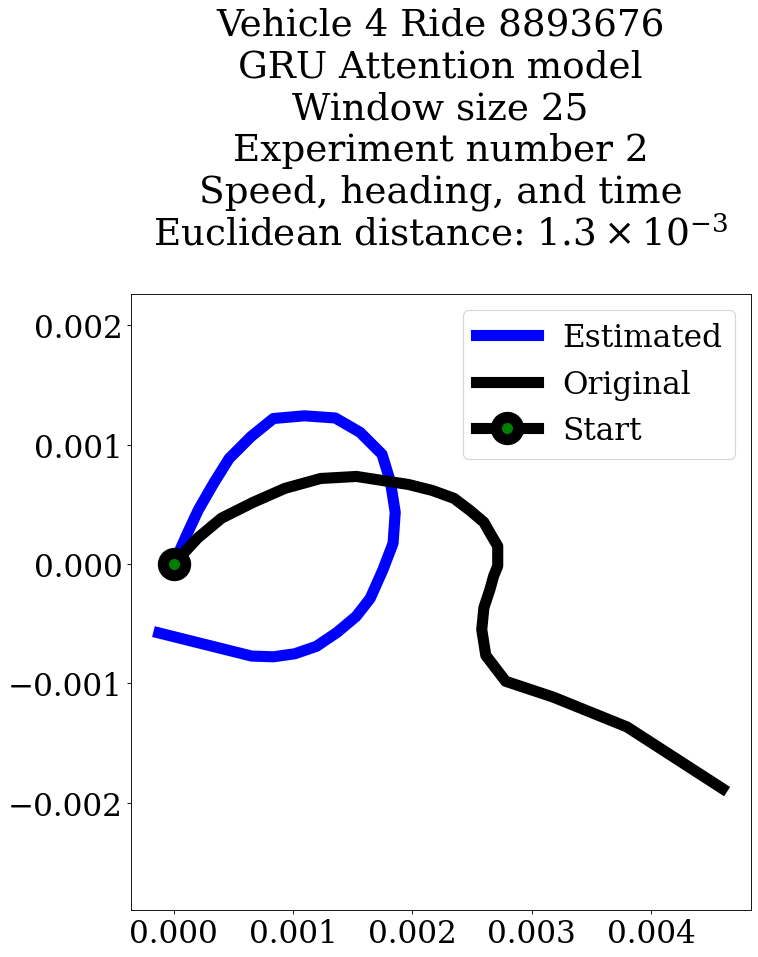 Vehicle 4 Ride 8893676
GRU Attention model
Window size 25
Experiment number 2
Speed, heading, and time
Euclidean distance: 1.3 × 10⁻³
Estimated
Original
Start
0.002
0.001
0.000
−0.001
−0.002
0.000 0.001 0.002 0.003 0.004